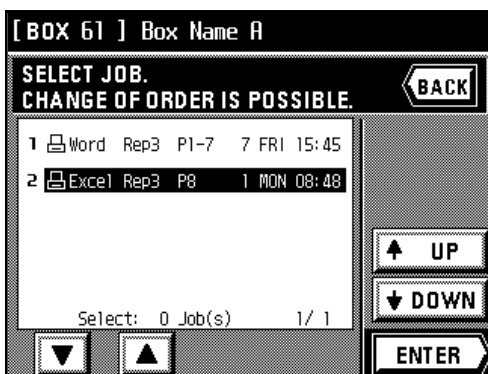 [ BOX 61 ] Box Name A
SELECT JOB.
CHANGE OF ORDER IS POSSIBLE.
BACK
1 Word Rep3 P1-7 7 FRI 15:45
2 Excel Rep3 P8 1 MON 08:48
UP
DOWN
Select: 0 Job(s) 1/ 1
ENTER